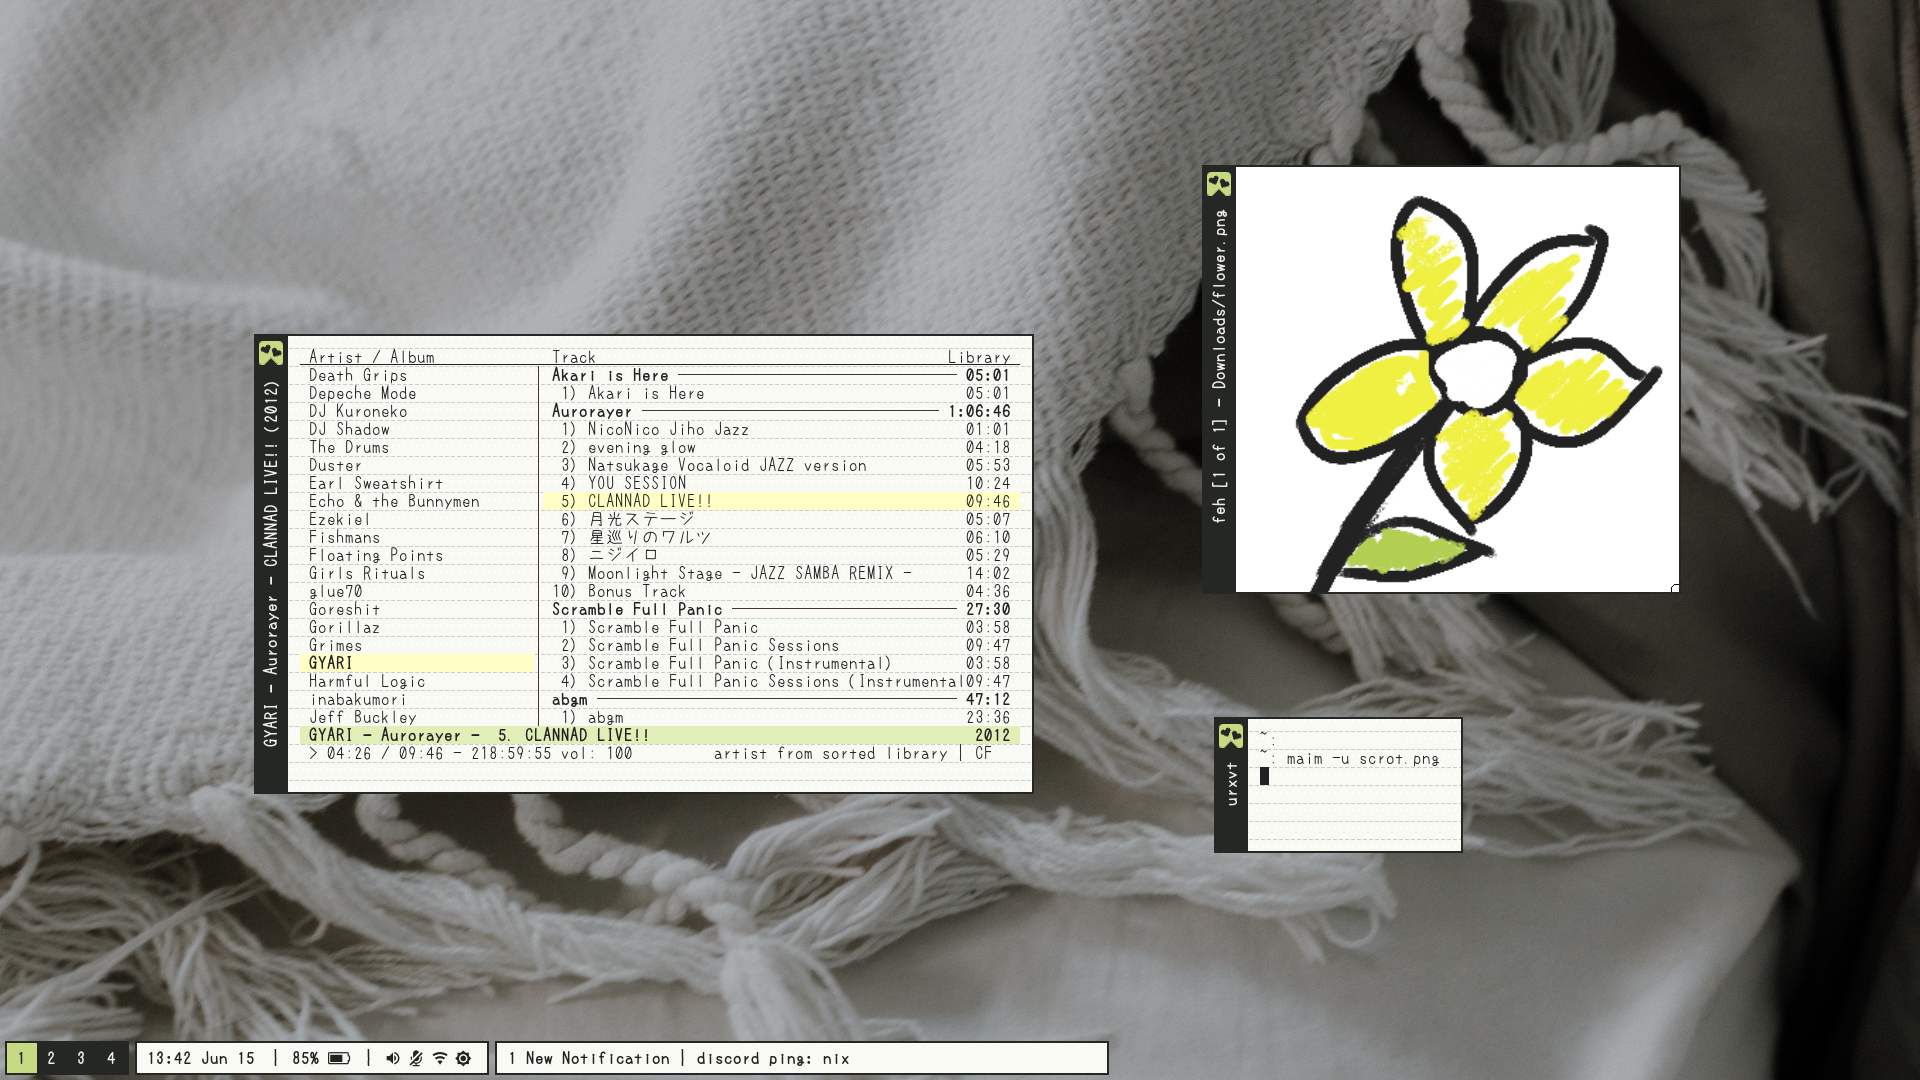 GYARI - Aurorayer - CLANNAD LIVE!! (2012)
Artist / Album
Death Grips
Depeche Mode
DJ Kuroneko
DJ Shadow
The Drums
Duster
Earl Sweatshirt
Echo & the Bunnymen
Ezekiel
Fishmans
Floating Points
Girls Rituals
glue70
Goreshit
Gorillaz
Grimes
GYARI
Harmful Logic
inabakumori
Jeff Buckley
Track Library
Akari is Here 05:01
1) Akari is Here 05:01
Aurorayer 1:06:46
1) NicoNico Jiho Jazz 01:01
2) evening glow 04:18
3) Natsukage Vocaloid JAZZ version 05:53
4) YOU SESSION 10:24
5) CLANNAD LIVE!! 09:46
6) 月光ステージ 05:07
7) 星巡りのワルツ 06:10
8) ニジイロ 05:29
9) Moonlight Stage - JAZZ SAMBA REMIX - 14:02
10) Bonus Track 04:36
Scramble Full Panic 27:30
1) Scramble Full Panic 03:58
2) Scramble Full Panic Sessions 09:47
3) Scramble Full Panic (Instrumental) 03:58
4) Scramble Full Panic Sessions (Instrumental09:47
abgm 47:12
1) abgm 23:36
GYARI - Aurorayer - 5. CLANNAD LIVE!! 2012
> 04:26 / 09:46 - 218:59:55 vol: 100 artist from sorted library | CF
feh [1 of 1] - Downloads/flower.png
urxvt
~:
~: maim -u scrot.png
1 2 3 4
13:42 Jun 15 | 85% |
1 New Notification | discord ping: nix